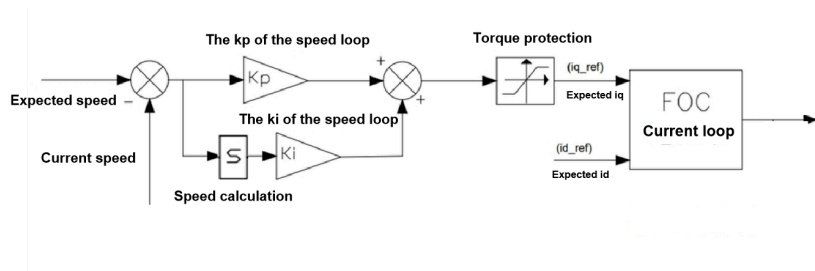 The kp of the speed loop
Torque protection
+
Kp
(iq_ref)
Expected speed
−
+
Expected iq
FOC
The ki of the speed loop
Current loop
Current speed
S
Ki
(id_ref)
Expected id
Speed calculation